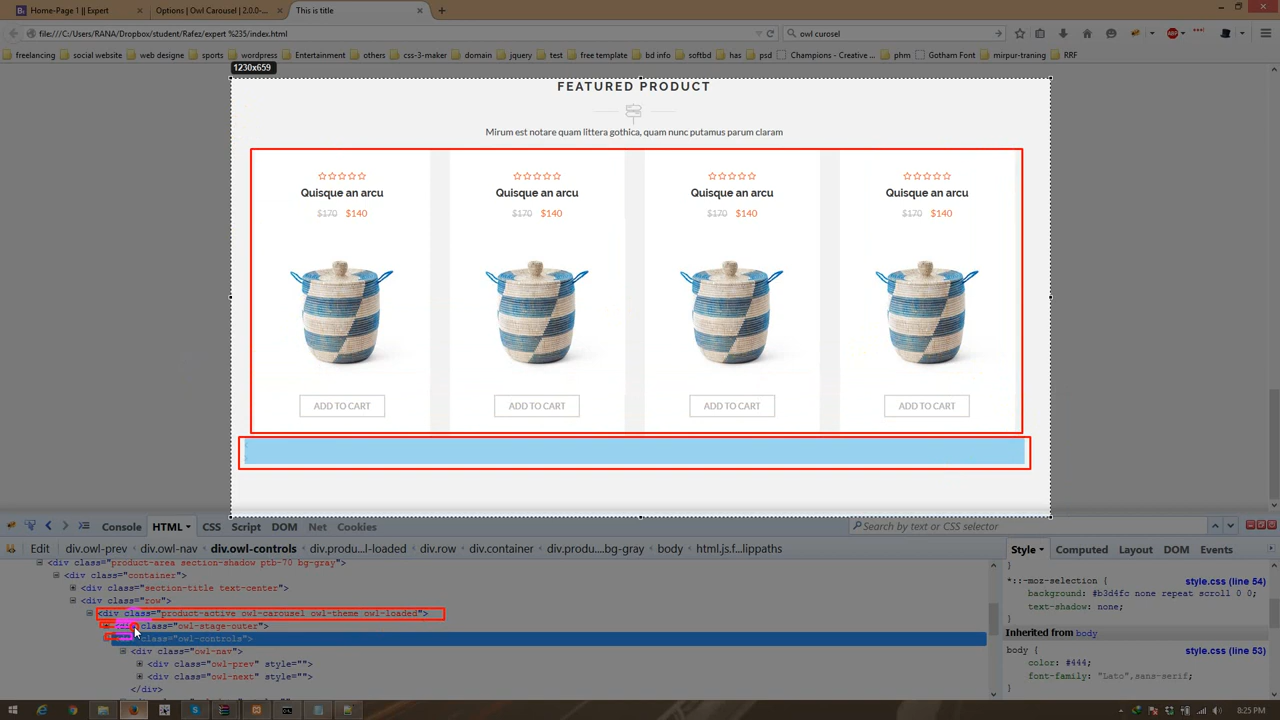 Home-Page 1 || Expert
Options | Owl Carousel | 2.0.0-...
This is title
file:///C:/Users/RANA/Dropbox/student/Rafez/expert %235/index.html
owl curosel
freelancing
social website
web designe
sports
wordpress
Entertainment
others
css-3-maker
domain
jquery
test
free template
bd info
softbd
has
psd
Champions - Creative ...
phm
Gotham Font
mirpur-traning
RRF
1230x659
FEATURED PRODUCT
Mirum est notare quam littera gothica, quam nunc putamus parum claram
Quisque an arcu
Quisque an arcu
Quisque an arcu
Quisque an arcu
$170 $140
$170 $140
$170 $140
$170 $140
ADD TO CART
ADD TO CART
ADD TO CART
ADD TO CART
Console
HTML
CSS
Script
DOM
Net
Cookies
Search by text or CSS selector
Edit
div.owl-prev
div.owl-nav
div.owl-controls
div.produ...l-loaded
div.row
div.container
div.produ...bg-gray
body
html.js.f...lippaths
Style
Computed
Layout
DOM
Events
<div class="product-area section-shadow ptb-70 bg-gray">
<div class="container">
<div class="section-title text-center">
<div class="row">
<div class="product-active owl-carousel owl-theme owl-loaded">
<div class="owl-stage-outer">
class="owl-controls">
<div class="owl-nav">
<div class="owl-prev" style="">
<div class="owl-next" style="">
</div>
}
*::-moz-selection {
style.css (line 54)
background: #b3d4fc none repeat scroll 0 0;
text-shadow: none;
}
Inherited from body
body {
style.css (line 53)
color: #444;
font-family: "Lato",sans-serif;
}
8:25 PM